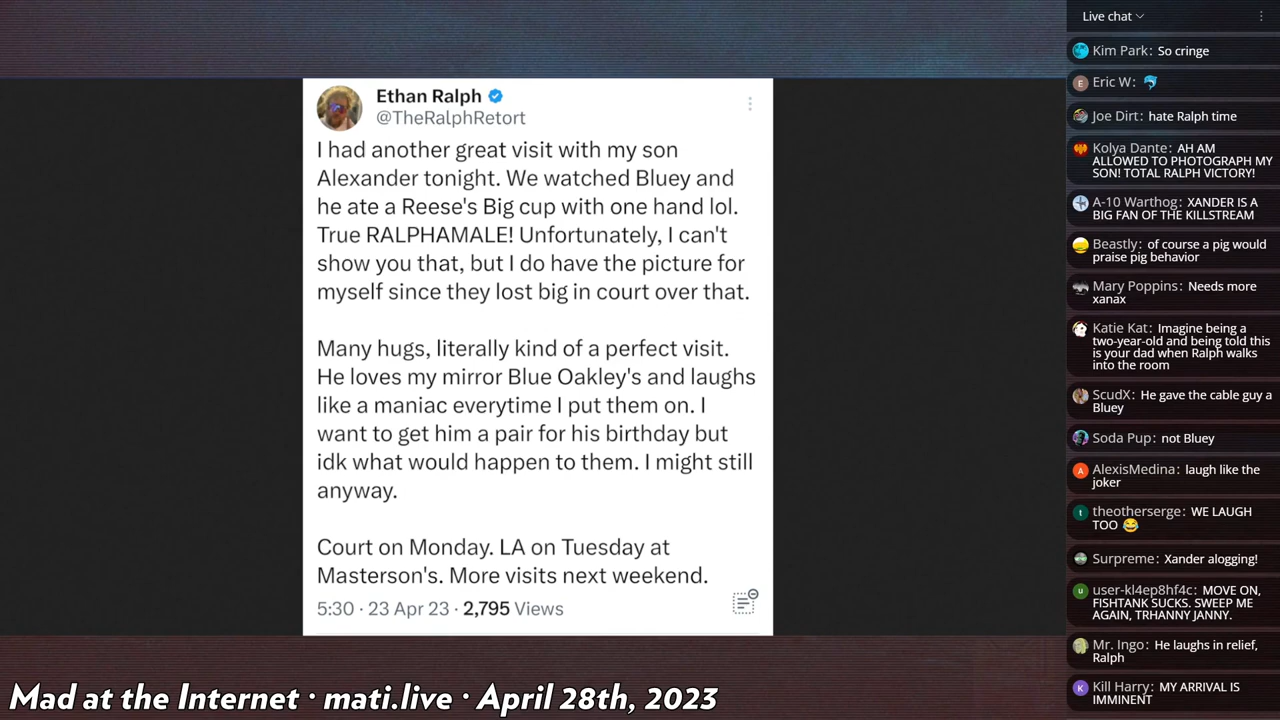 Ethan Ralph
@TheRalphRetort
I had another great visit with my son
Alexander tonight. We watched Bluey and
he ate a Reese's Big cup with one hand lol.
True RALPHAMALE! Unfortunately, I can't
show you that, but I do have the picture for
myself since they lost big in court over that.
Many hugs, literally kind of a perfect visit.
He loves my mirror Blue Oakley's and laughs
like a maniac everytime I put them on. I
want to get him a pair for his birthday but
idk what would happen to them. I might still
anyway.
Court on Monday. LA on Tuesday at
Masterson's. More visits next weekend.
5:30 · 23 Apr 23 · 2,795 Views
Live chat
Kim Park: So cringe
E
Eric W: 🐬
Joe Dirt: hate Ralph time
Kolya Dante: AH AM
ALLOWED TO PHOTOGRAPH MY
SON! TOTAL RALPH VICTORY!
A-10 Warthog: XANDER IS A
BIG FAN OF THE KILLSTREAM
Beastly: of course a pig would
praise pig behavior
Mary Poppins: Needs more
xanax
Katie Kat: Imagine being a
two-year-old and being told this
is your dad when Ralph walks
into the room
ScudX: He gave the cable guy a
Bluey
Soda Pup: not Bluey
A
AlexisMedina: laugh like the
joker
t
theotherserge: WE LAUGH
TOO 😂
Surpreme: Xander alogging!
u
user-kl4ep8hf4c: MOVE ON,
FISHTANK SUCKS. SWEEP ME
AGAIN, TRHANNY JANNY.
Mr. Ingo: He laughs in relief,
Ralph
K
Kill Harry: MY ARRIVAL IS
IMMINENT
Mad at the Internet · mati.live · April 28th, 2023